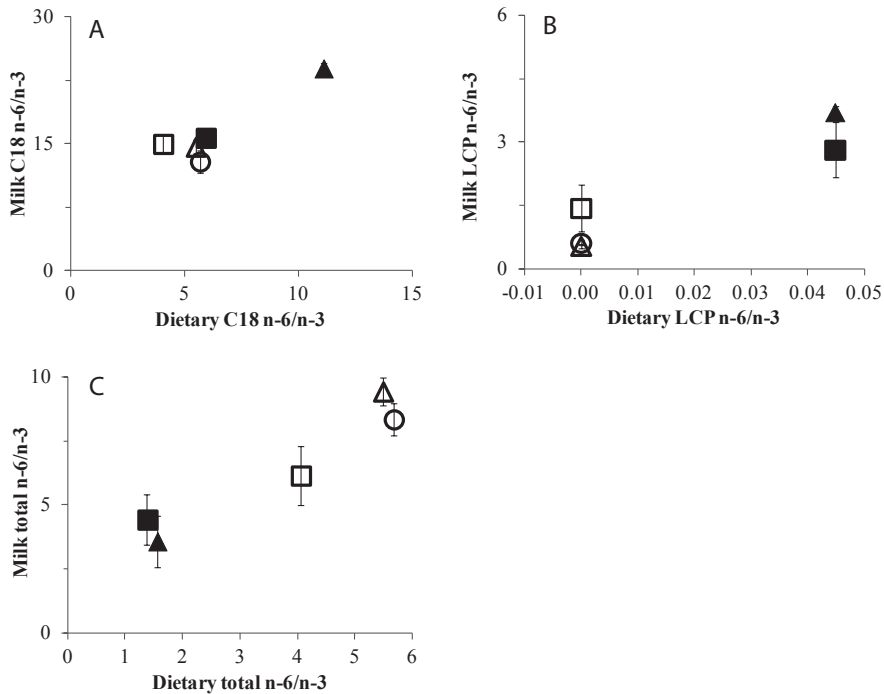 A
Milk C18 n-6/n-3
30
15
0
0 5 10 15
Dietary C18 n-6/n-3
B
Milk LCP n-6/n-3
6
3
0
-0.01 0.00 0.01 0.02 0.03 0.04 0.05
Dietary LCP n-6/n-3
C
Milk total n-6/n-3
10
5
0
0 1 2 3 4 5 6
Dietary total n-6/n-3